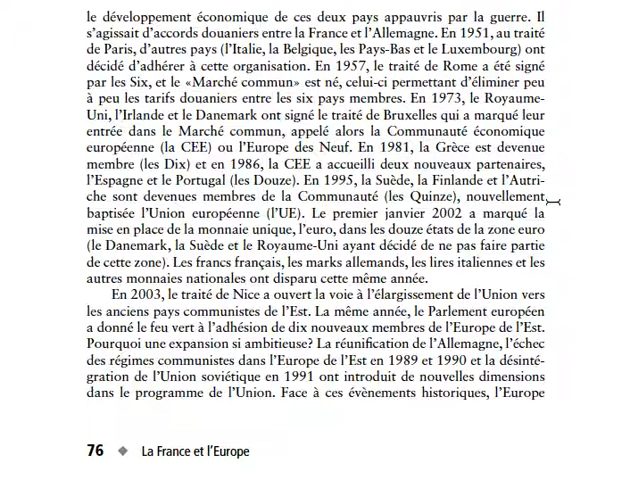 le développement économique de ces deux pays appauvris par la guerre. Il
s'agissait d'accords douaniers entre la France et l'Allemagne. En 1951, au traité
de Paris, d'autres pays (l'Italie, la Belgique, les Pays-Bas et le Luxembourg) ont
décidé d'adhérer à cette organisation. En 1957, le traité de Rome a été signé
par les Six, et le «Marché commun» est né, celui-ci permettant d'éliminer peu
à peu les tarifs douaniers entre les six pays membres. En 1973, le Royaume-
Uni, l'Irlande et le Danemark ont signé le traité de Bruxelles qui a marqué leur
entrée dans le Marché commun, appelé alors la Communauté économique
européenne (la CEE) ou l'Europe des Neuf. En 1981, la Grèce est devenue
membre (les Dix) et en 1986, la CEE a accueilli deux nouveaux partenaires,
l'Espagne et le Portugal (les Douze). En 1995, la Suède, la Finlande et l'Autri-
che sont devenues membres de la Communauté (les Quinze), nouvellement
baptisée l'Union européenne (l'UE). Le premier janvier 2002 a marqué la
mise en place de la monnaie unique, l'euro, dans les douze états de la zone euro
(le Danemark, la Suède et le Royaume-Uni ayant décidé de ne pas faire partie
de cette zone). Les francs français, les marks allemands, les lires italiennes et les
autres monnaies nationales ont disparu cette même année.
En 2003, le traité de Nice a ouvert la voie à l'élargissement de l'Union vers
les anciens pays communistes de l'Est. La même année, le Parlement européen
a donné le feu vert à l'adhésion de dix nouveaux membres de l'Europe de l'Est.
Pourquoi une expansion si ambitieuse? La réunification de l'Allemagne, l'échec
des régimes communistes dans l'Europe de l'Est en 1989 et 1990 et la désinté-
gration de l'Union soviétique en 1991 ont introduit de nouvelles dimensions
dans le programme de l'Union. Face à ces évènements historiques, l'Europe
76 ❖ La France et l'Europe